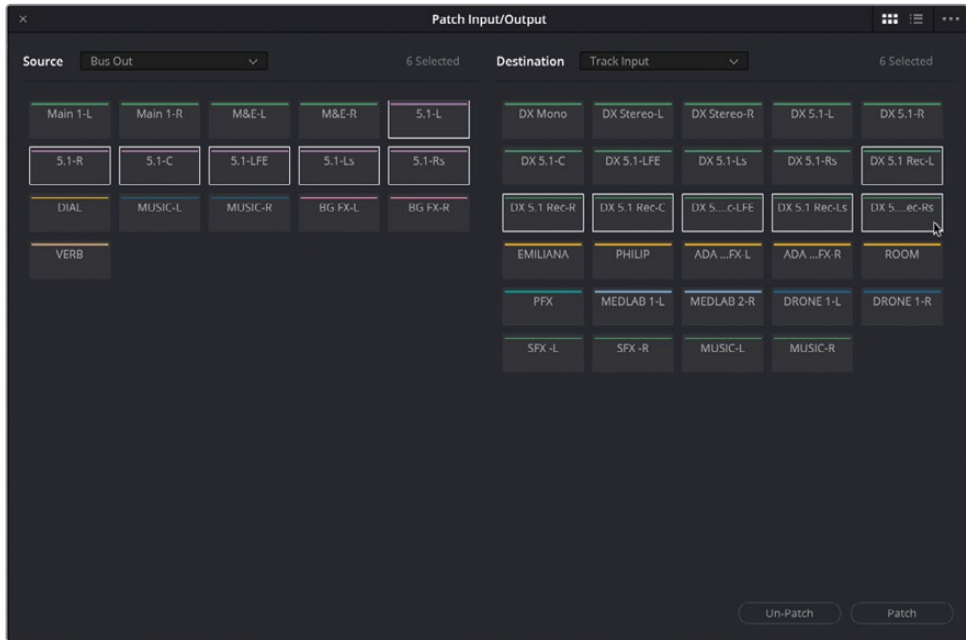 Patch Input/Output
Source Bus Out 6 Selected
Destination Track Input 6 Selected
Main 1-L Main 1-R M&E-L M&E-R 5.1-L
5.1-R 5.1-C 5.1-LFE 5.1-Ls 5.1-Rs
DIAL MUSIC-L MUSIC-R BG FX-L BG FX-R
VERB
DX Mono DX Stereo-L DX Stereo-R DX 5.1-L DX 5.1-R
DX 5.1-C DX 5.1-LFE DX 5.1-Ls DX 5.1-Rs DX 5.1 Rec-L
DX 5.1 Rec-R DX 5.1 Rec-C DX 5....c-LFE DX 5.1 Rec-Ls DX 5....ec-Rs
EMILIANA PHILIP ADA ...FX-L ADA ...FX-R ROOM
PFX MEDLAB 1-L MEDLAB 2-R DRONE 1-L DRONE 1-R
SFX -L SFX -R MUSIC-L MUSIC-R
Un-Patch Patch